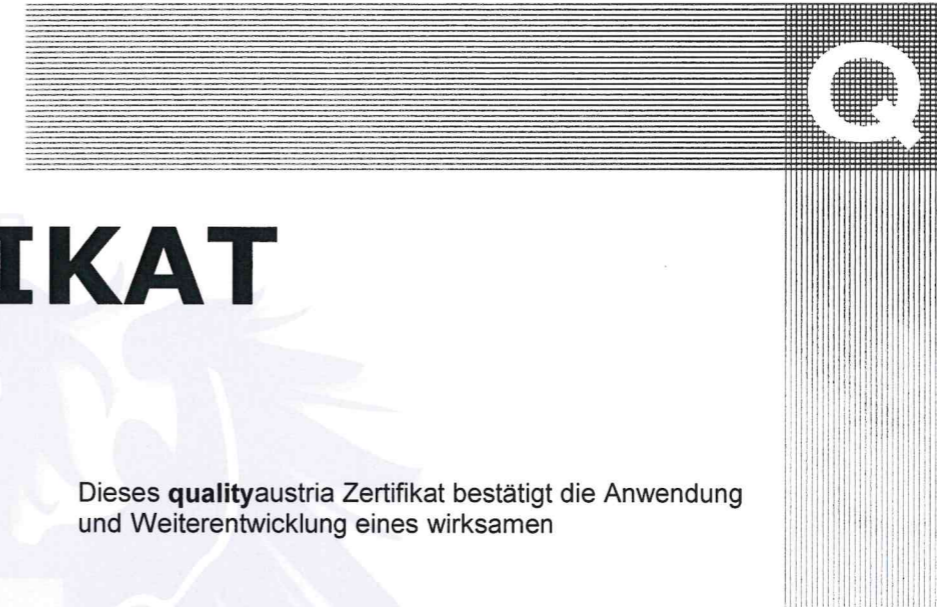 Q
IKAT
Dieses qualityaustria Zertifikat bestätigt die Anwendung
und Weiterentwicklung eines wirksamen